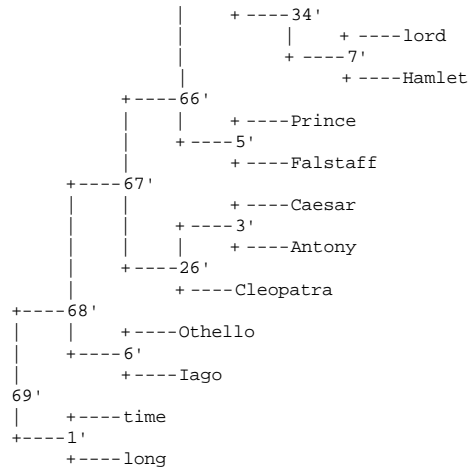 |      + ----34'
|             |      + ----lord
|             + ----7'
|                    + ----Hamlet
+ ----66'
|      |      + ----Prince
|      + ----5'
|             + ----Falstaff
+ ----67'
|      |             + ----Caesar
|      |      + ----3'
|      |      |      + ----Antony
|      + ----26'
|             + ----Cleopatra
+----68'
|      |      + ----Othello
|      + ----6'
|             + ----Iago
69'
|      +----time
+----1'
+----long